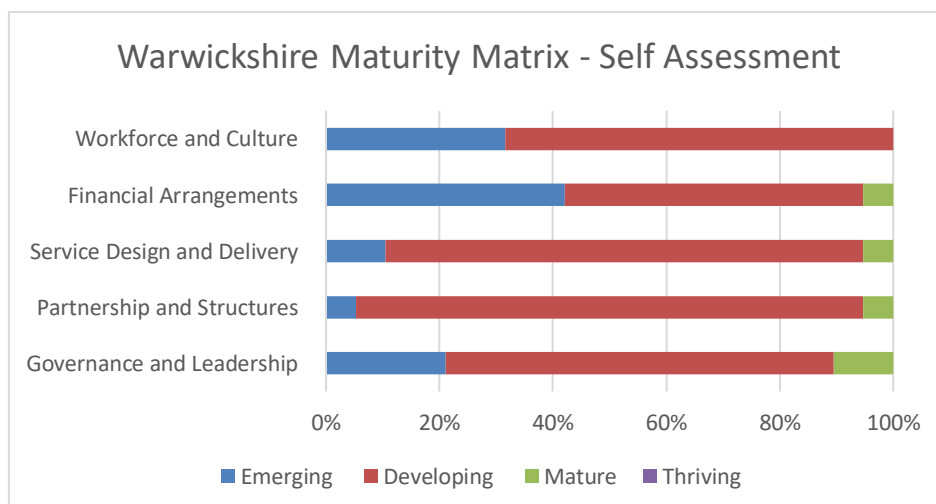 Warwickshire Maturity Matrix - Self Assessment
Workforce and Culture
Financial Arrangements
Service Design and Delivery
Partnership and Structures
Governance and Leadership
0% 20% 40% 60% 80% 100%
Emerging Developing Mature Thriving